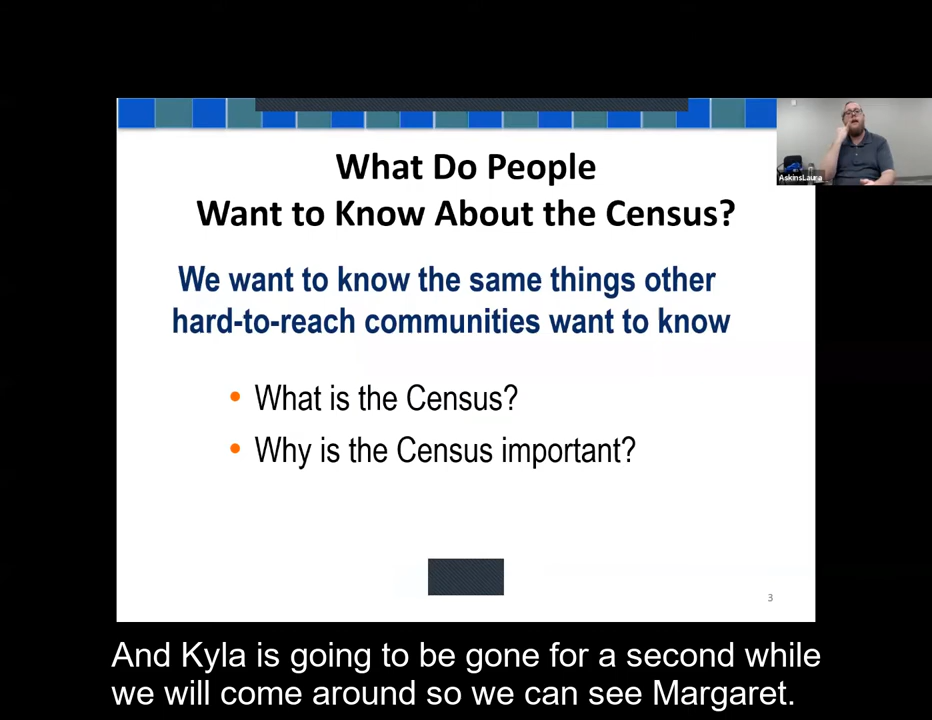 What Do People
Want to Know About the Census?
AskinsLaura
We want to know the same things other
hard-to-reach communities want to know
• What is the Census?
• Why is the Census important?
3
And Kyla is going to be gone for a second while
we will come around so we can see Margaret.